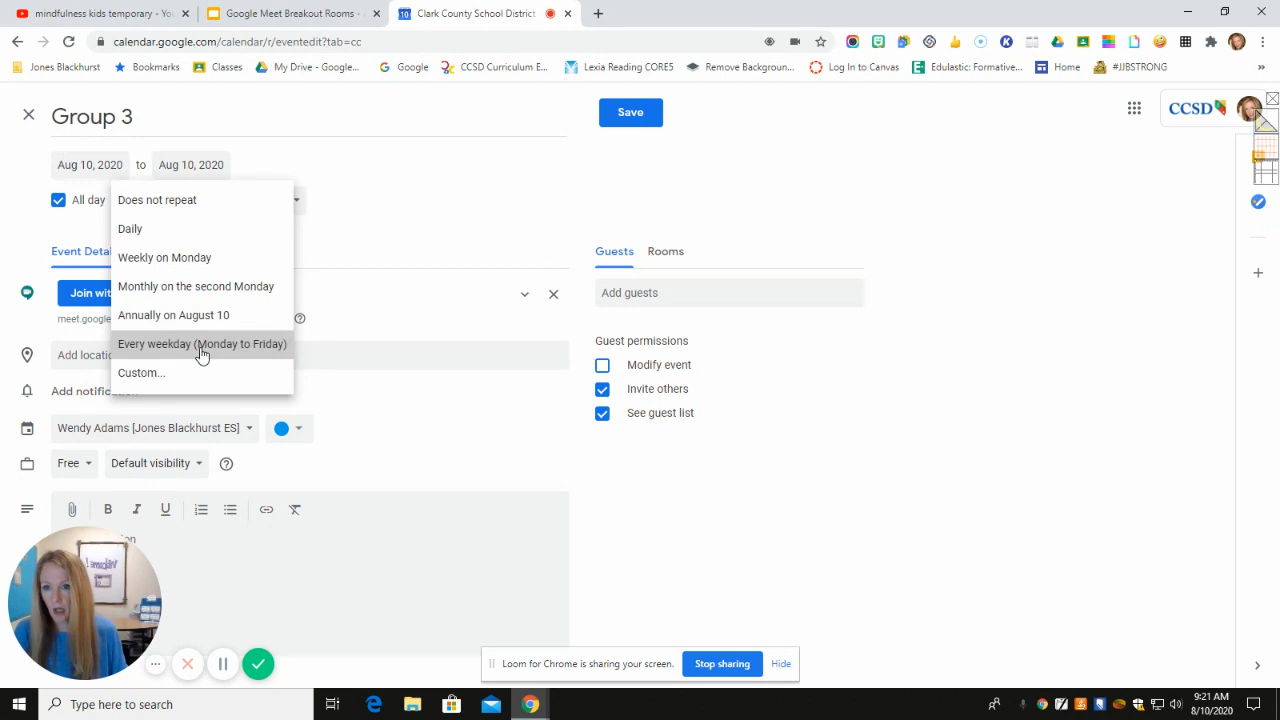 mindfulness kids temporary - Yo
Google Meet Breakout Rooms -
Clark County School District
calendar.google.com/calendar/r/eventedit?tab=cc
Jones Blackhurst
Bookmarks
Classes
My Drive - Google...
Google
CCSD Curriculum E...
Lexia Reading CORE5
Remove Backgroun...
Log In to Canvas
Edulastic: Formative...
Home
#JJBSTRONG
Group 3
Save
CCSD
Aug 10, 2020 to Aug 10, 2020
All day
Does not repeat
Daily
Weekly on Monday
Monthly on the second Monday
Annually on August 10
Every weekday (Monday to Friday)
Custom...
Event Detai
Guests
Rooms
Join wit
meet.google
Add guests
Guest permissions
Modify event
Invite others
See guest list
Add locati
Add notification
Wendy Adams [Jones Blackhurst ES]
Free
Default visibility
B I U
Loom for Chrome is sharing your screen.
Stop sharing
Hide
Type here to search
9:21 AM
8/10/2020